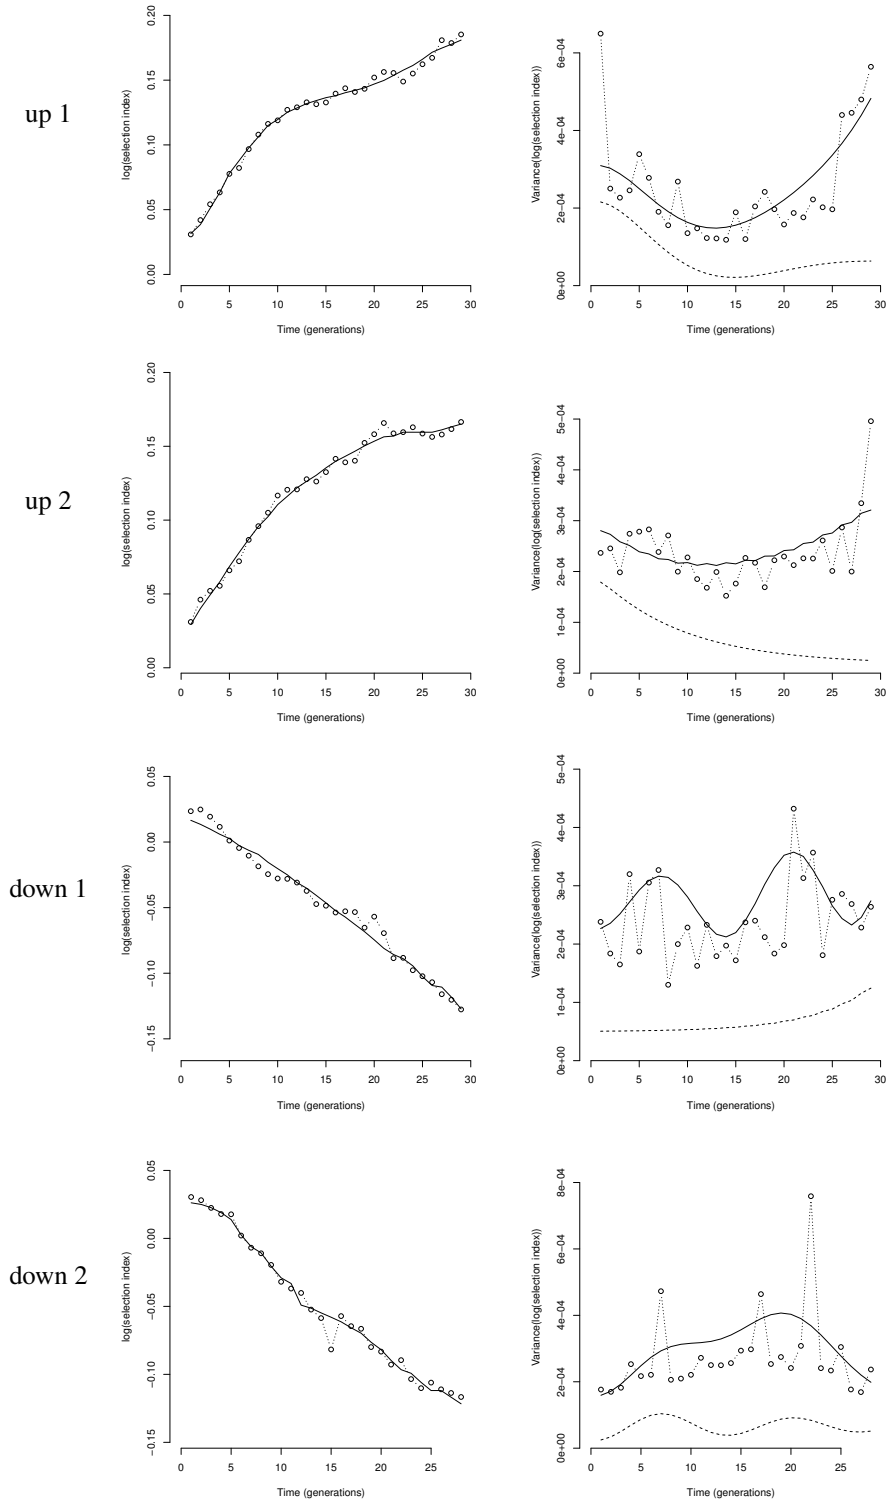 up 1
log(selection index)
0.00 0.05 0.10 0.15 0.20
0 5 10 15 20 25 30
Time (generations)
Variance(log(selection index))
0e+00 2e−04 4e−04 6e−04
0 5 10 15 20 25 30
Time (generations)
up 2
log(selection index)
0.00 0.05 0.10 0.15 0.20
0 5 10 15 20 25 30
Time (generations)
Variance(log(selection index))
0e+00 1e−04 2e−04 3e−04 4e−04 5e−04
0 5 10 15 20 25 30
Time (generations)
down 1
log(selection index)
−0.15 −0.10 −0.05 0.00 0.05
0 5 10 15 20 25 30
Time (generations)
Variance(log(selection index))
0e+00 1e−04 2e−04 3e−04 4e−04 5e−04
0 5 10 15 20 25 30
Time (generations)
down 2
log(selection index)
−0.15 −0.10 −0.05 0.00 0.05
0 5 10 15 20 25
Time (generations)
Variance(log(selection index))
0e+00 2e−04 4e−04 6e−04 8e−04
0 5 10 15 20 25
Time (generations)